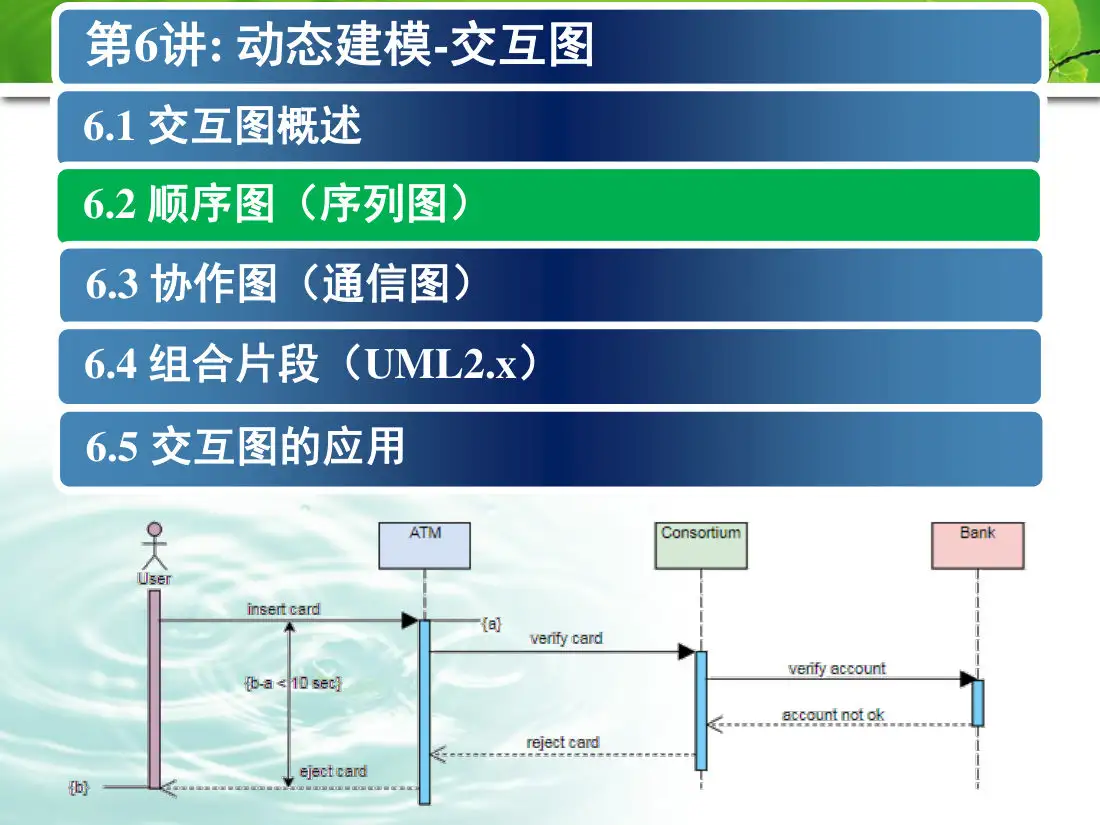 第6讲: 动态建模-交互图
6.1 交互图概述
6.2 顺序图（序列图）
6.3 协作图（通信图）
6.4 组合片段（UML2.x）
6.5 交互图的应用
ATM
Consortium
Bank
User
insert card
{a}
verify card
verify account
{b-a < 10 sec}
account not ok
reject card
eject card
{b}